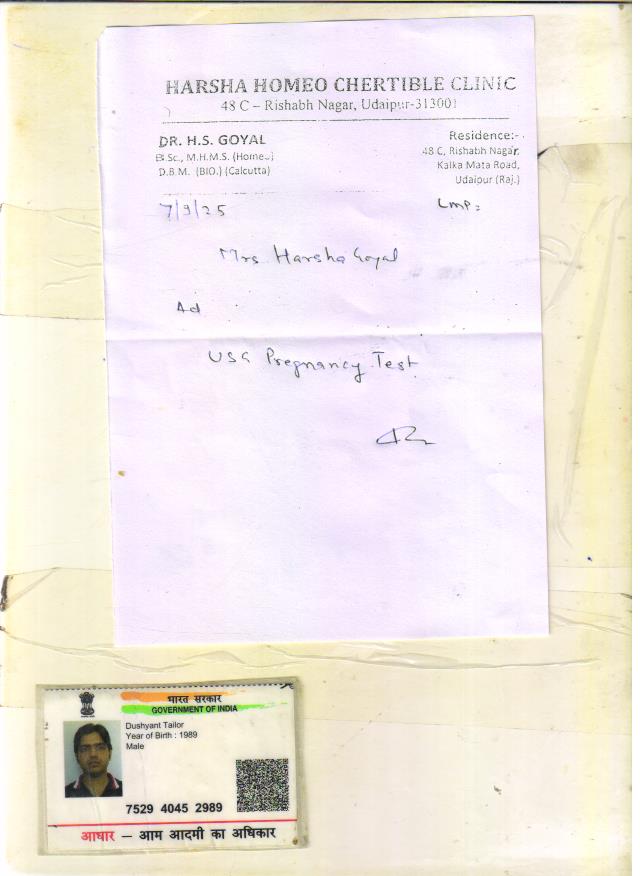 HARSHA HOMEO CHERTIBLE CLINIC
48 C – Rishabh Nagar, Udaipur-313001
DR. H.S. GOYAL
B.Sc., M.H.M.S. (Homeo)
D.B.M. (BIO.) (Calcutta)
Residence:-
48 C, Rishabh Nagar,
Kalka Mata Road,
Udaipur (Raj.)
7/9/25
LMP:
Mrs Harsha Goyal
Ad
USG Pregnancy Test
भारत सरकार
GOVERNMENT OF INDIA
Dushyant Tailor
Year of Birth : 1989
Male
7529 4045 2989
आधार – आम आदमी का अधिकार